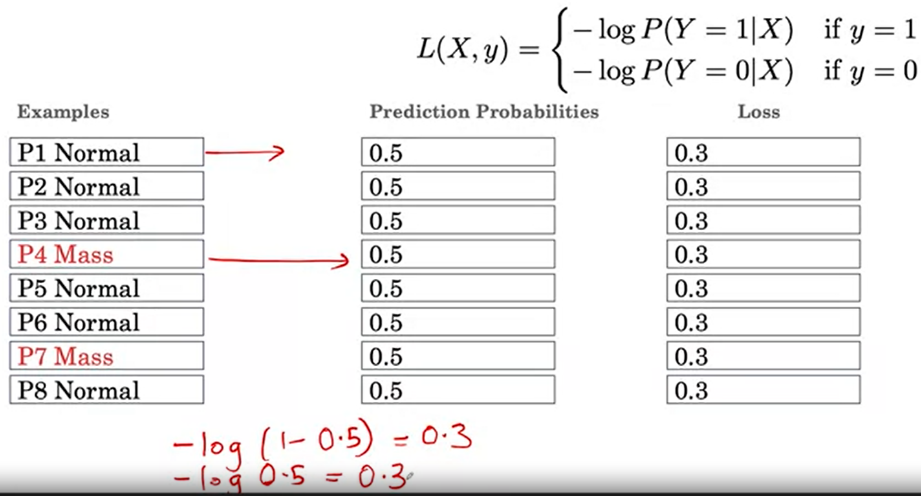 L(X, y) = { − log P(Y = 1|X) if y = 1
− log P(Y = 0|X) if y = 0
Examples Prediction Probabilities Loss
P1 Normal 0.5 0.3
P2 Normal 0.5 0.3
P3 Normal 0.5 0.3
P4 Mass 0.5 0.3
P5 Normal 0.5 0.3
P6 Normal 0.5 0.3
P7 Mass 0.5 0.3
P8 Normal 0.5 0.3
−log (1− 0.5) = 0.3
−log 0.5 = 0.3